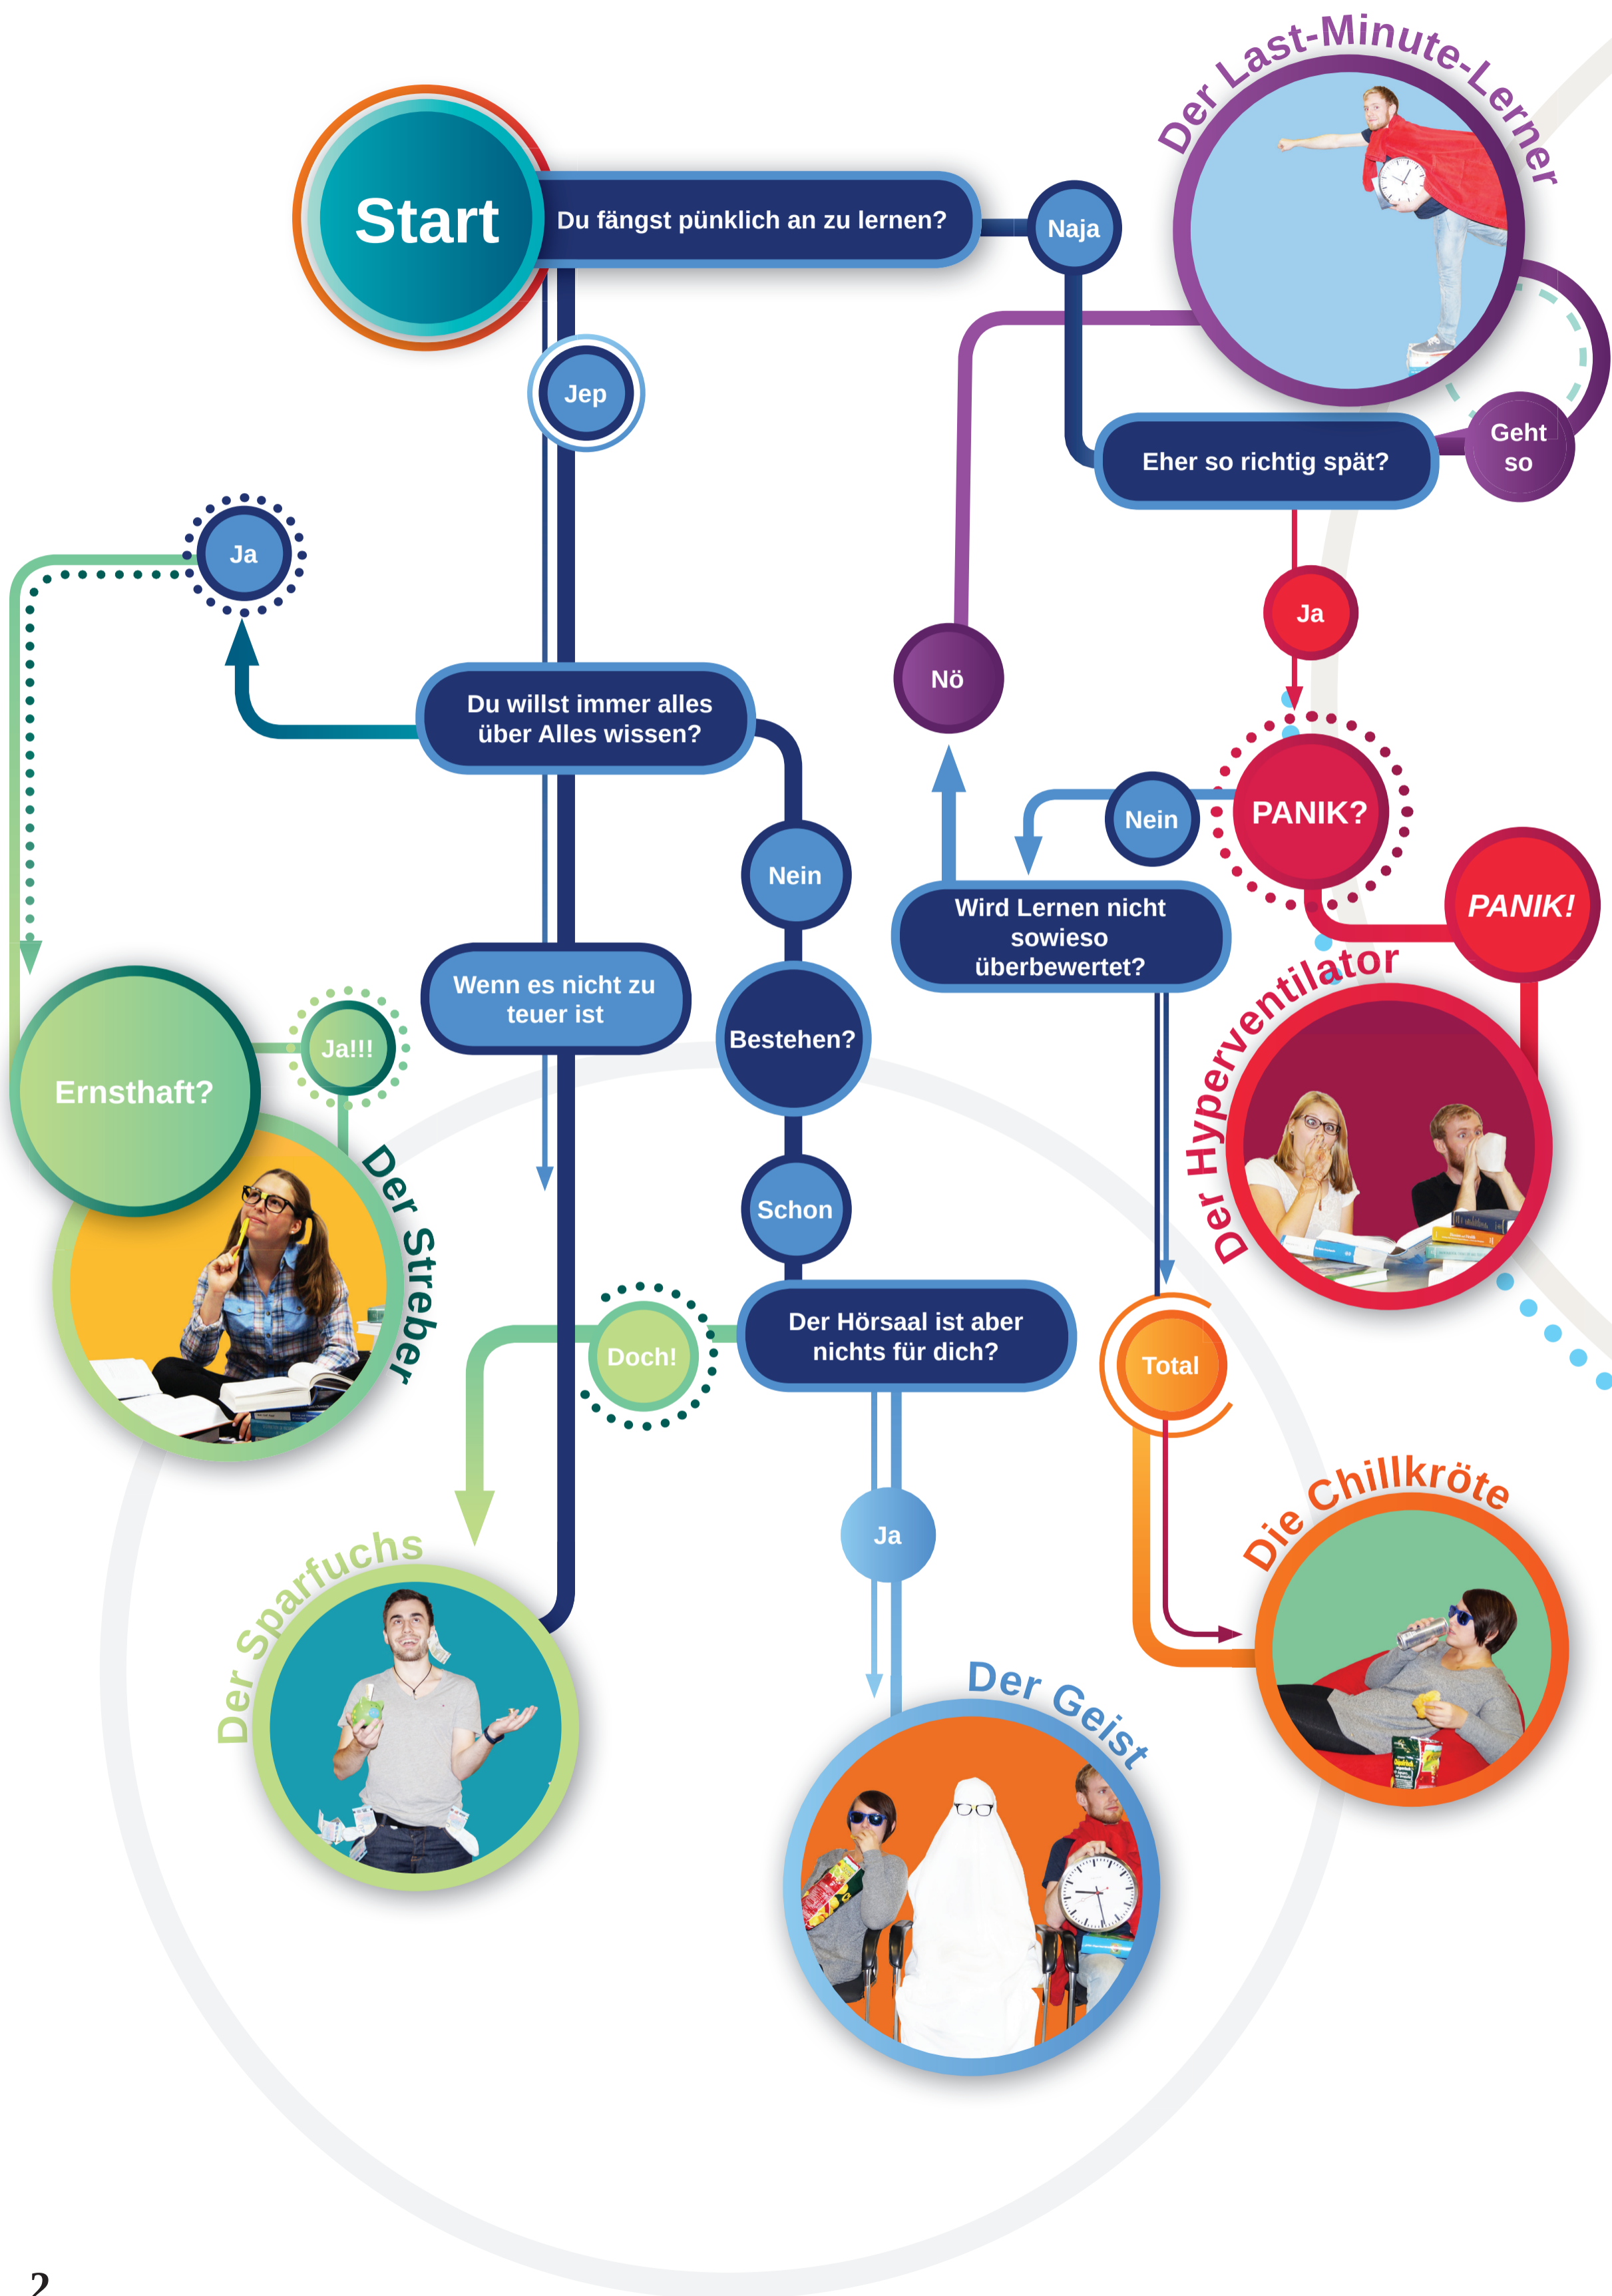 Der Last-Minute-Lerner
Start
Du fängst pünklich an zu lernen?
Naja
Jep
Geht
so
Eher so richtig spät?
Ja
Ja
Nö
Du willst immer alles
über Alles wissen?
PANIK?
Nein
Nein
PANIK!
Wird Lernen nicht
sowieso
überbewertet?
Der Hyperventilator
Wenn es nicht zu
teuer ist
Bestehen?
Ja!!!
Ernsthaft?
Der Streber
Schon
Der Hörsaal ist aber
nichts für dich?
Doch!
Total
Die Chillkröte
Ja
Der Sparfuchs
Der Geist
2